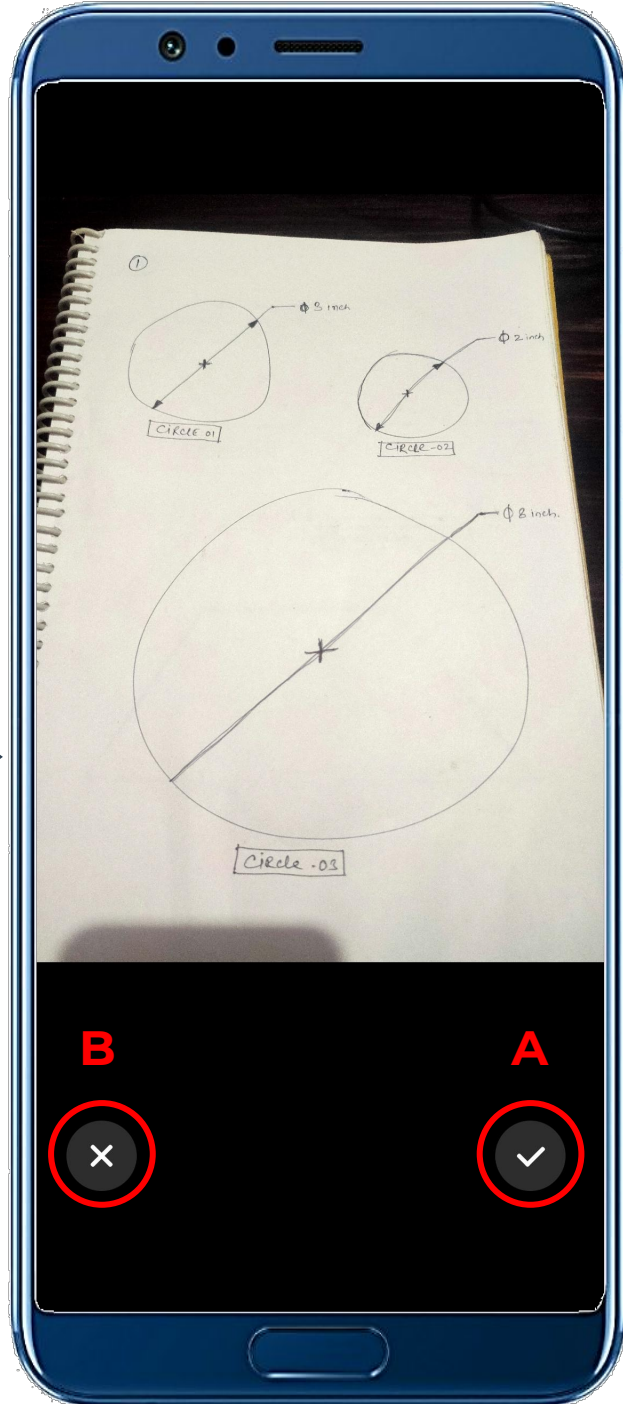 1
ϕ 3 inch
ϕ 2 inch
CIRCLE 01
CIRCLE -02
ϕ 8 inch.
CiRcle -03
B
A